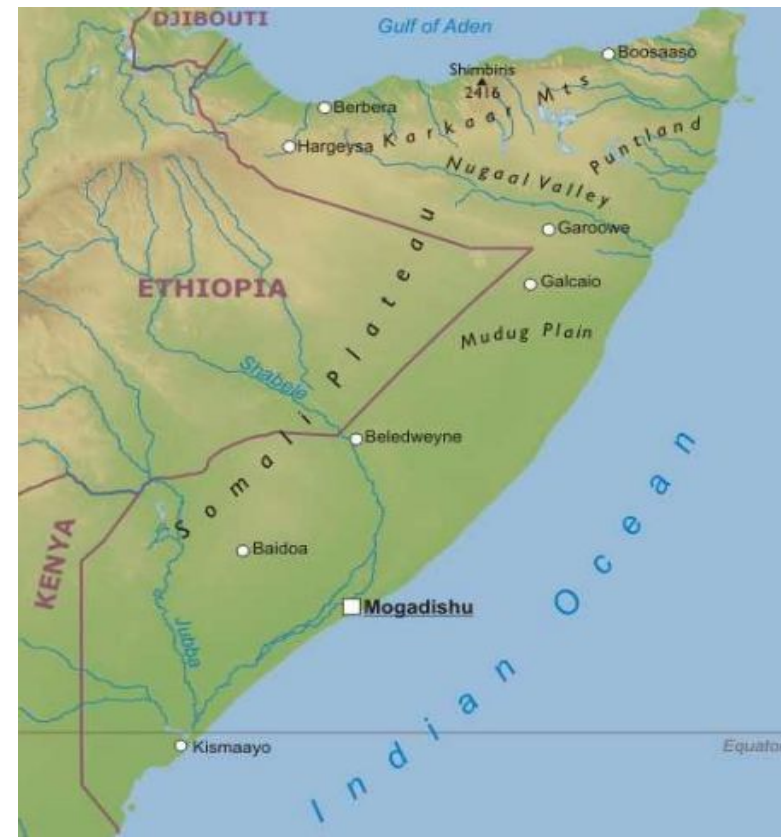 DJIBOUTI
Gulf of Aden
Boosaaso
Shimbiris
2416
Berbera
Karkaar Mts
Hargeysa
Puntland
Nugaal Valley
Garoowe
ETHIOPIA
Galcaio
Somali Plateau
Mudug Plain
Shabele
Beledweyne
Baidoa
KENYA
Mogadishu
Jubba
Indian Ocean
Kismaayo
Equator